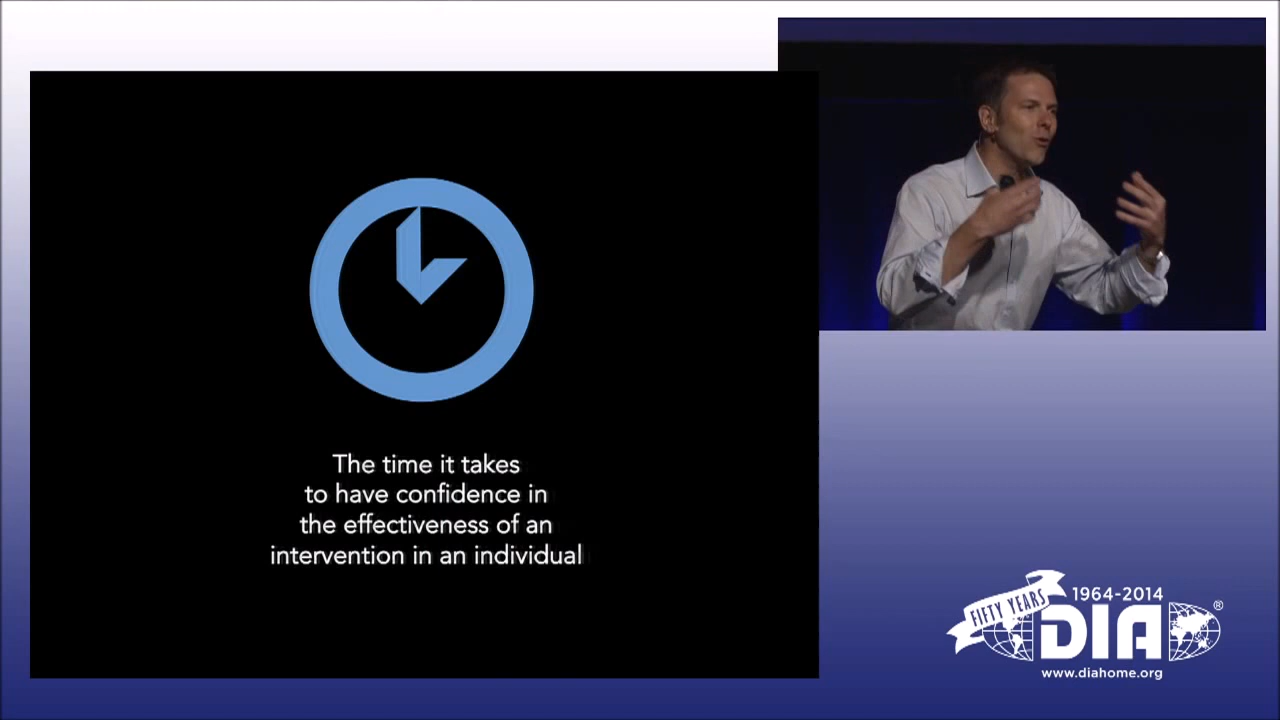 The time it takes
to have confidence in
the effectiveness of an
intervention in an individual
FIFTY YEARS
1964-2014
DIA®
www.diahome.org